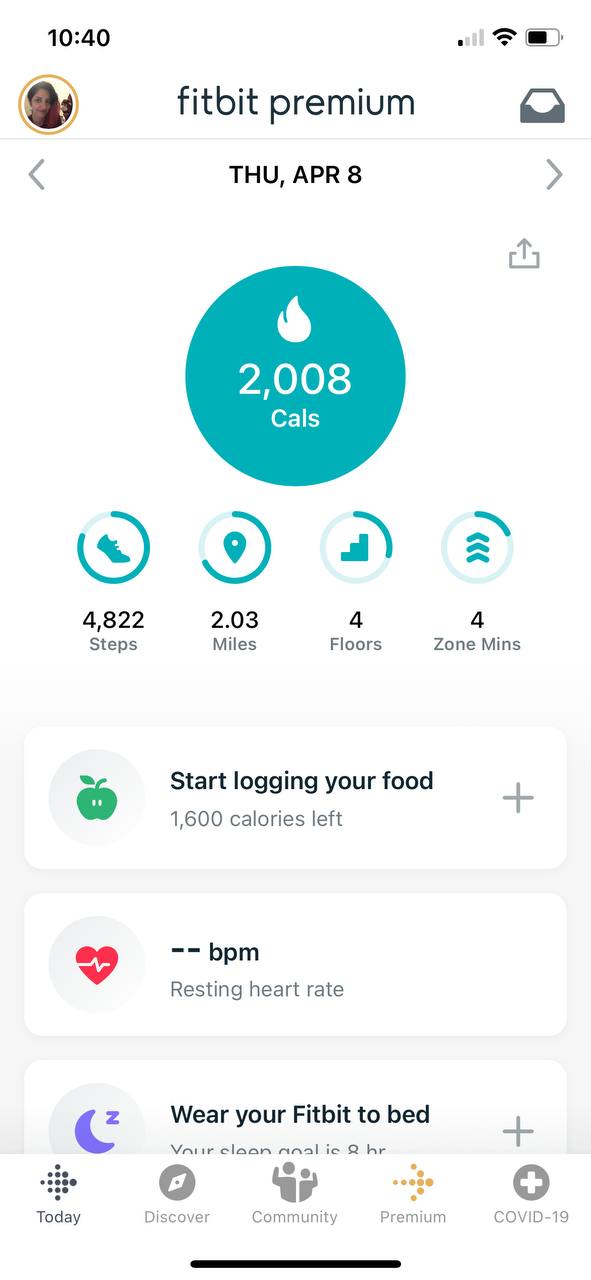 10:40
fitbit premium
THU, APR 8
2,008
Cals
4,822 2.03 4 4
Steps Miles Floors Zone Mins
Start logging your food
1,600 calories left
-- bpm
Resting heart rate
Wear your Fitbit to bed
z
Your sleep goal is 8 hr
Today Discover Community Premium COVID-19